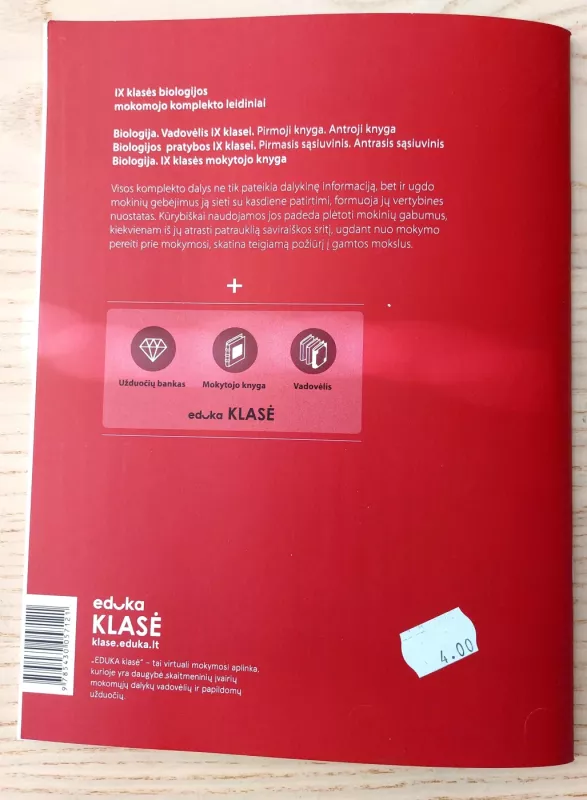 IX klasės biologijos
mokomojo komplekto leidiniai
Biologija. Vadovėlis IX klasei. Pirmoji knyga. Antroji knyga
Biologijos pratybos IX klasei. Pirmasis sąsiuvinis. Antrasis sąsiuvinis
Biologija. IX klasės mokytojo knyga
Visos komplekto dalys ne tik pateikia dalykinę informaciją, bet ir ugdo
mokinių gebėjimus ją sieti su kasdiene patirtimi, formuoja jų vertybines
nuostatas. Kūrybiškai naudojamos jos padeda plėtoti mokinių gabumus,
kiekvienam iš jų atrasti patrauklią saviraiškos sritį, ugdant nuo mokymo
pereiti prie mokymosi, skatina teigiamą požiūrį į gamtos mokslus.
+
Užduočių bankas Mokytojo knyga Vadovėlis
eduka KLASĖ
eduka
KLASĖ
klase.eduka.lt
„EDUKA klasė“ – tai virtuali mokymosi aplinka,
kurioje yra daugybė skaitmeninių įvairių
mokomųjų dalykų vadovėlių ir papildomų
užduočių.
9785430057121
4.00